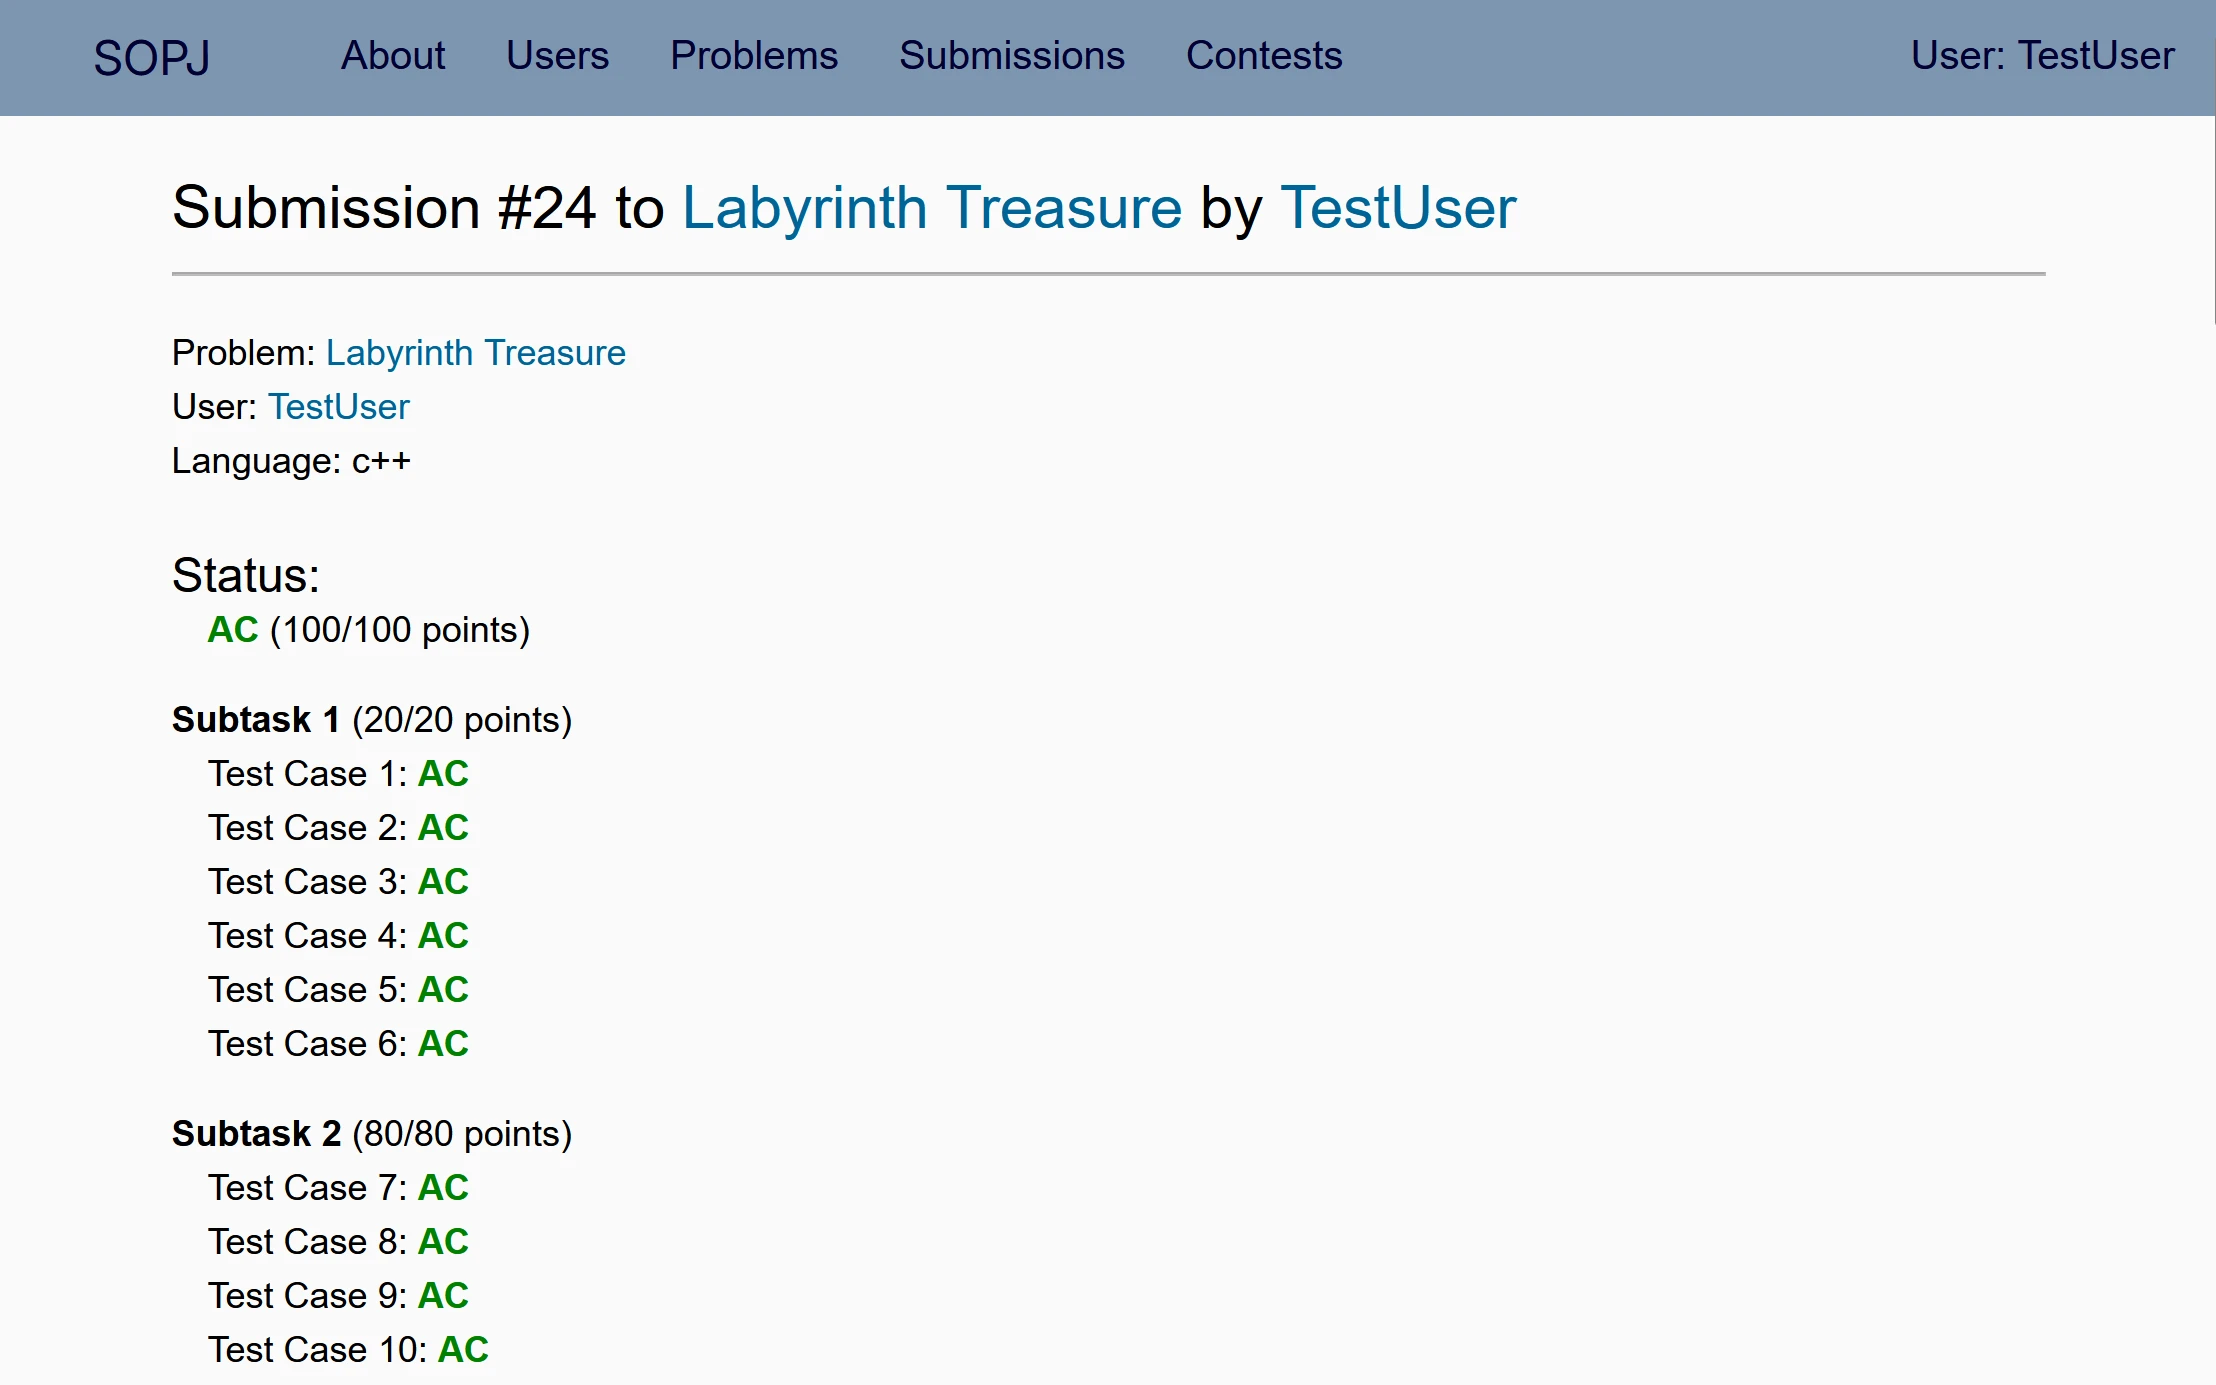 SOPJ About Users Problems Submissions Contests User: TestUser
Submission #24 to Labyrinth Treasure by TestUser
Problem: Labyrinth Treasure
User: TestUser
Language: c++
Status:
AC (100/100 points)
Subtask 1 (20/20 points)
Test Case 1: AC
Test Case 2: AC
Test Case 3: AC
Test Case 4: AC
Test Case 5: AC
Test Case 6: AC
Subtask 2 (80/80 points)
Test Case 7: AC
Test Case 8: AC
Test Case 9: AC
Test Case 10: AC